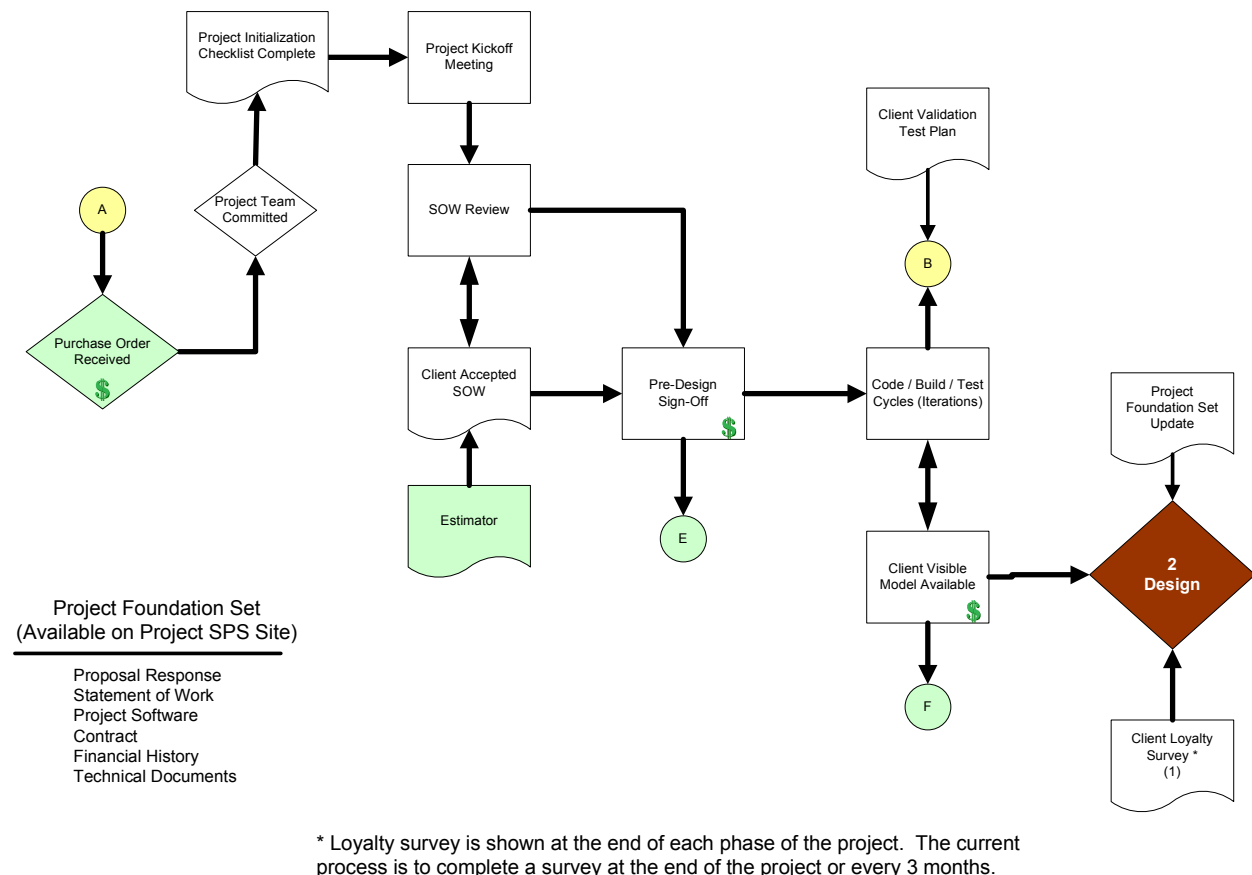 Project Initialization
Checklist Complete
Project Kickoff
Meeting
Client Validation
Test Plan
A
Project Team
Committed
SOW Review
B
Purchase Order
Received
$
Client Accepted
SOW
Pre-Design
Sign-Off
$
Code / Build / Test
Cycles (Iterations)
Project
Foundation Set
Update
Estimator
E
Client Visible
Model Available
$
2
Design
F
Client Loyalty
Survey *
(1)
Project Foundation Set
(Available on Project SPS Site)
Proposal Response
Statement of Work
Project Software
Contract
Financial History
Technical Documents
* Loyalty survey is shown at the end of each phase of the project.  The current
process is to complete a survey at the end of the project or every 3 months.